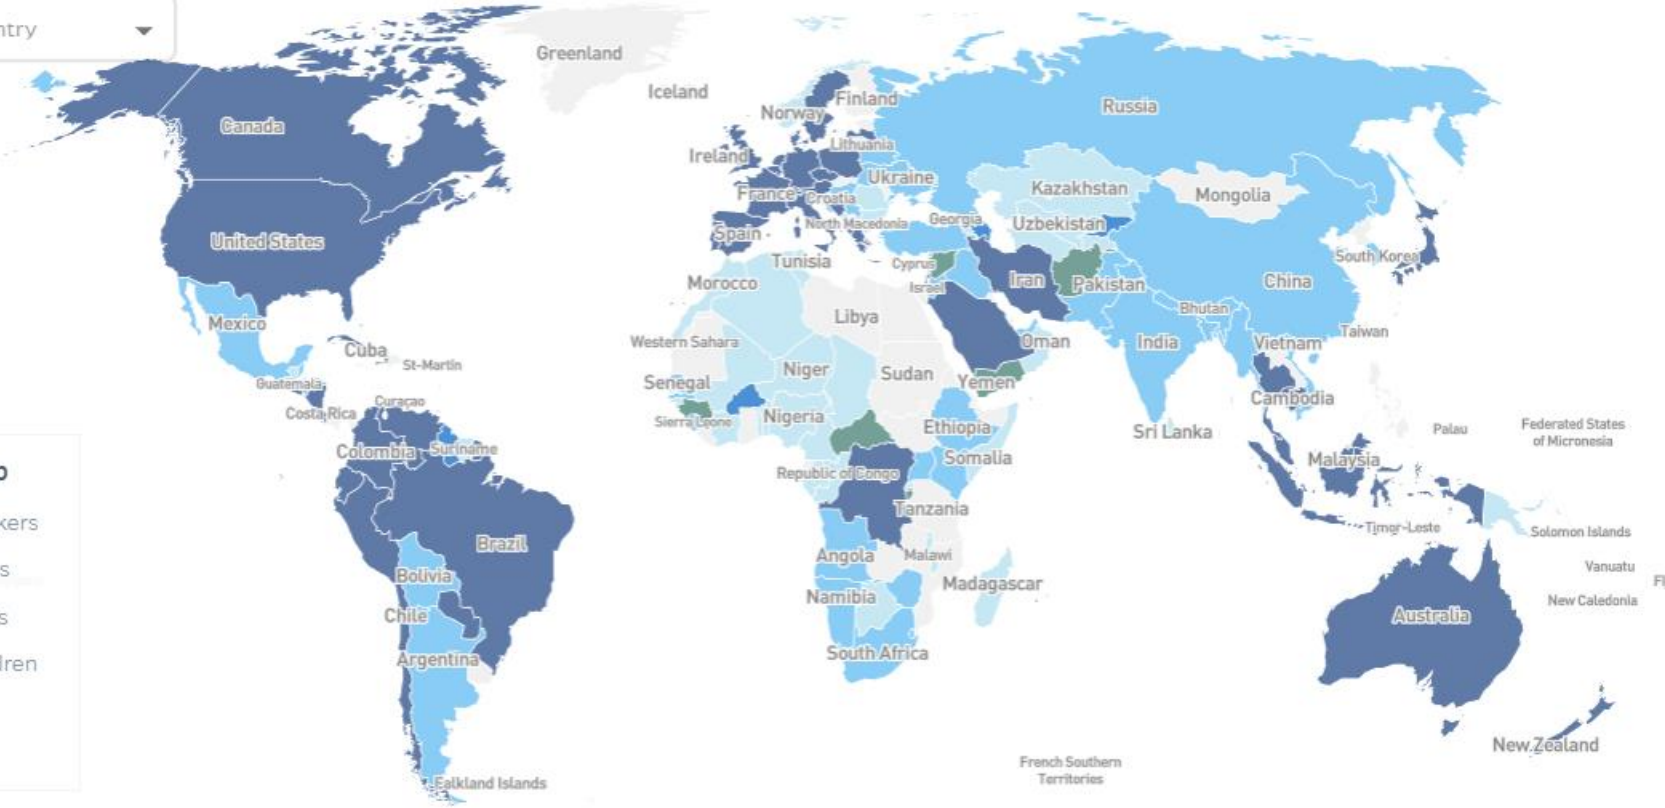 ntry
Greenland
Iceland
Finland
Norway
Russia
Canada
Lithuania
Ireland
Ukraine
Kazakhstan
Mongolia
France
Croatia
North Macedonia
Georgia
Uzbekistan
Spain
United States
South Korea
Tunisia
Cyprus
Israel
Iran
Pakistan
China
Morocco
Bhutan
Mexico
Libya
Taiwan
Western Sahara
Oman
India
Vietnam
Cuba
St-Martin
Niger
Sudan
Senegal
Yemen
Guatemala
Cambodia
Curaçao
Costa Rica
Nigeria
Sierra Leone
Ethiopia
Sri Lanka
Palau
Federated States
of Micronesia
Colombia
Suriname
Somalia
Malaysia
Republic of Congo
kers
Tanzania
Timor-Leste
Solomon Islands
Brazil
Angola
Malawi
s
Vanuatu
Bolivia
Madagascar
Fi
Namibia
New Caledonia
Chile
s
Australia
South Africa
Argentina
dren
New Zealand
French Southern
Territories
Falkland Islands